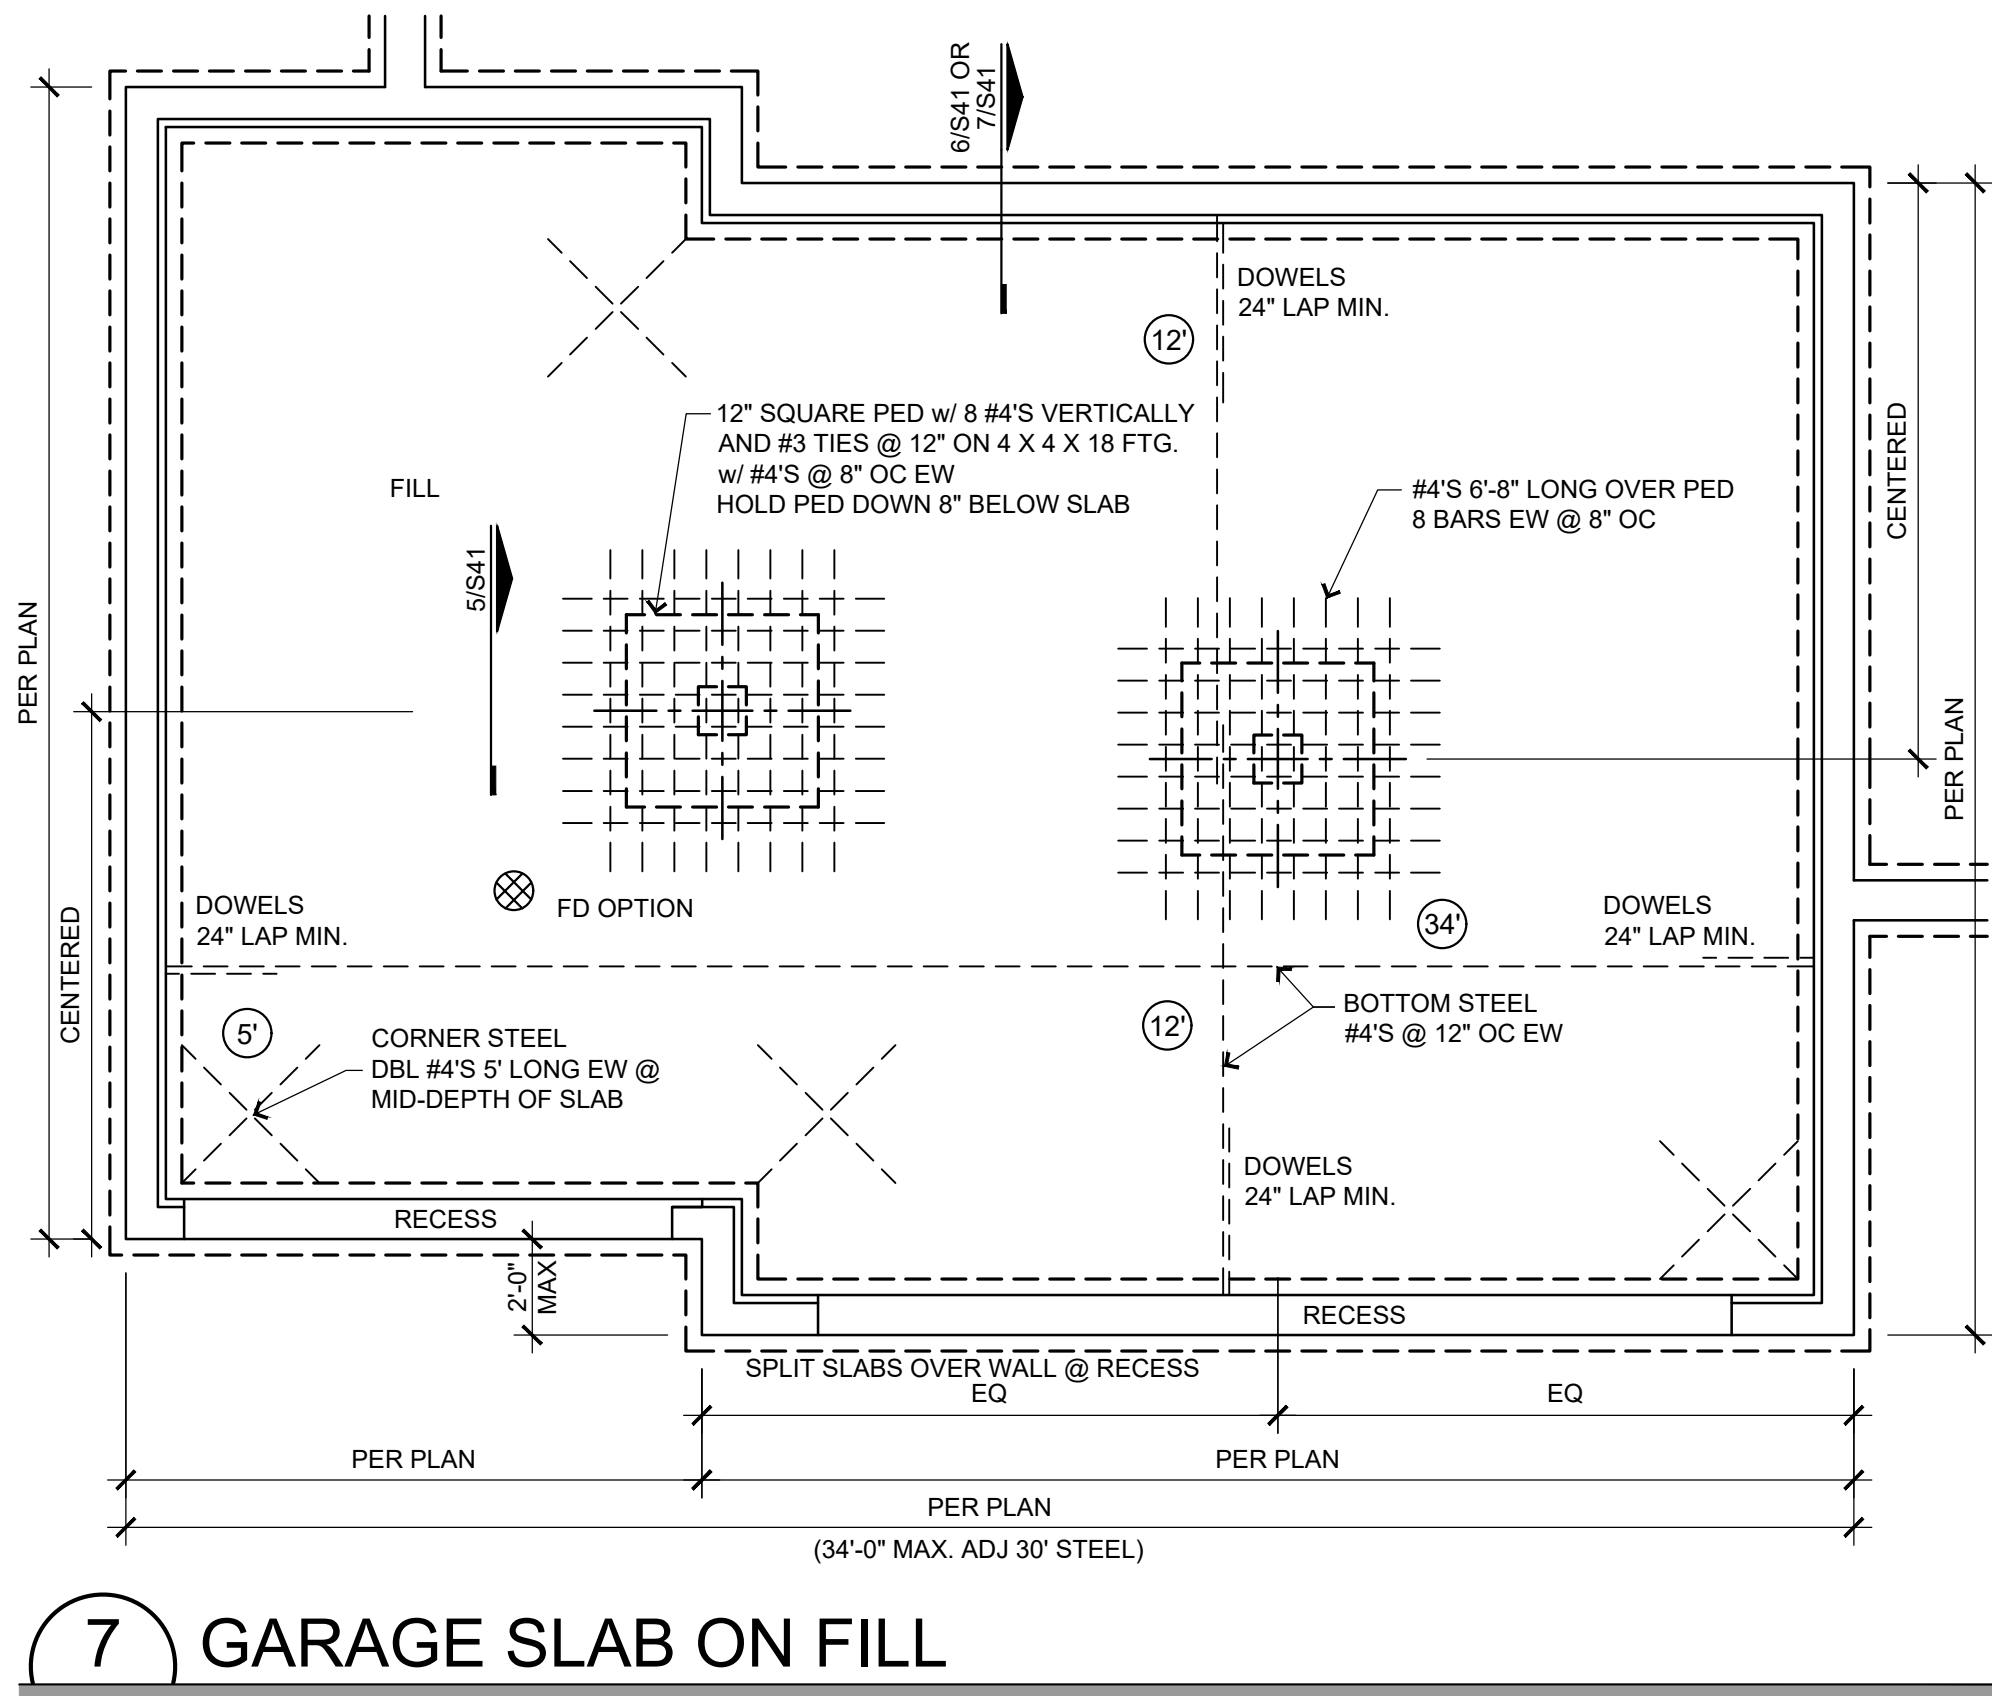 6/S41 OR
7/S41
DOWELS
24" LAP MIN.
12'
12" SQUARE PED w/ 8 #4'S VERTICALLY
AND #3 TIES @ 12" ON 4 X 4 X 18 FTG.
w/ #4'S @ 8" OC EW
HOLD PED DOWN 8" BELOW SLAB
FILL
#4'S 6'-8" LONG OVER PED
8 BARS EW @ 8" OC
CENTERED
5/S41
PER PLAN
PER PLAN
FD OPTION
DOWELS
24" LAP MIN.
34'
DOWELS
24" LAP MIN.
CENTERED
5'
CORNER STEEL
DBL #4'S 5' LONG EW @
MID-DEPTH OF SLAB
12'
BOTTOM STEEL
#4'S @ 12" OC EW
DOWELS
24" LAP MIN.
RECESS
2'-0"
MAX
RECESS
SPLIT SLABS OVER WALL @ RECESS
EQ
EQ
PER PLAN
PER PLAN
PER PLAN
(34'-0" MAX. ADJ 30' STEEL)
7 GARAGE SLAB ON FILL